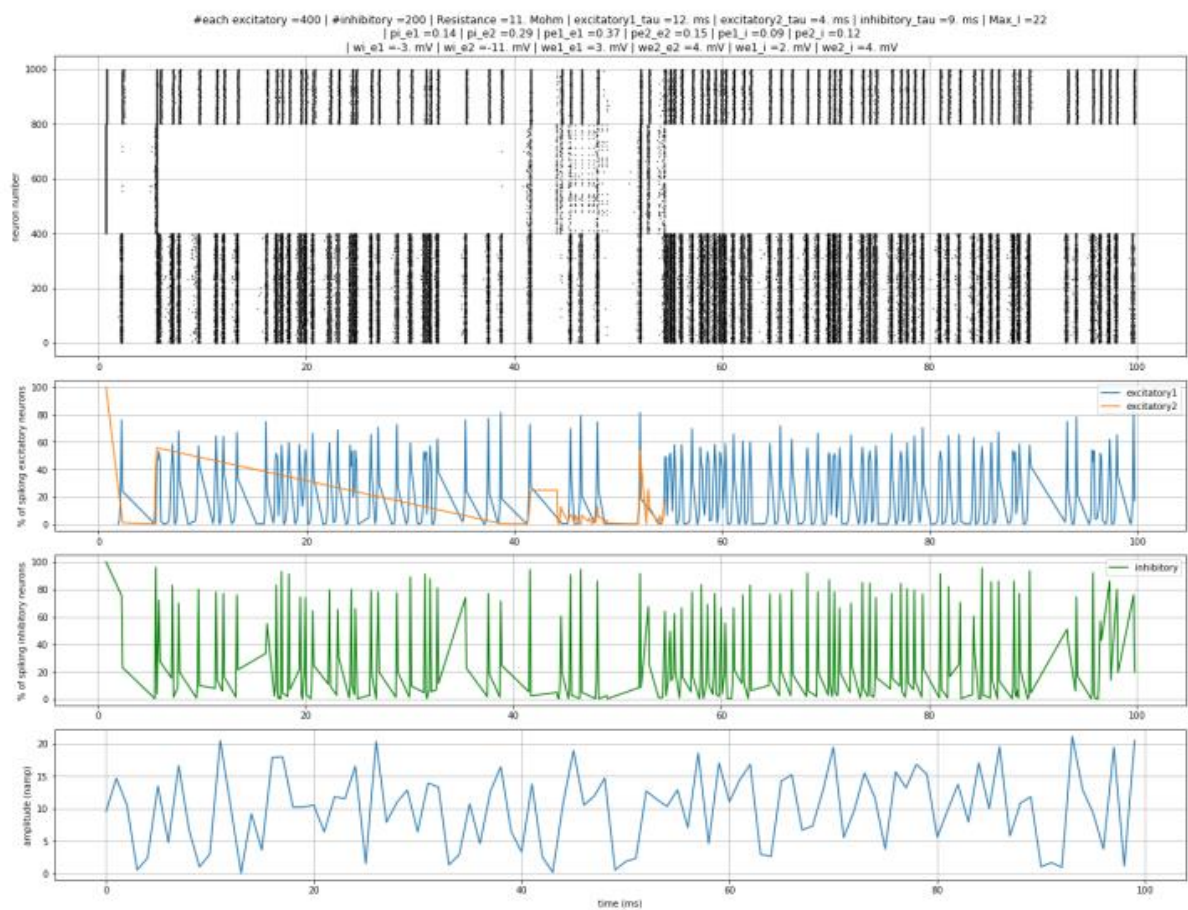 #each excitatory =400 | #inhibitory =200 | Resistance =11. Mohm | excitatory1_tau =12. ms | excitatory2_tau =4. ms | inhibitory_tau =9. ms | Max_I =22
| pi_e1 =0.14 | pi_e2 =0.29 | pe1_e1 =0.37 | pe2_e2 =0.15 | pe1_i =0.09 | pe2_i =0.12
| wi_e1 =-3. mV | wi_e2 =-11. mV | we1_e1 =3. mV | we2_e2 =4. mV | we1_i =2. mV | we2_i =4. mV
neuron number
1000
800
600
400
200
0
0 20 40 60 80 100
% of spiking excitatory neurons
100
80
60
40
20
0
excitatory1
excitatory2
0 20 40 60 80 100
% of spiking inhibitory neurons
100
80
60
40
20
0
inhibitory
0 20 40 60 80 100
amplitude (namp)
20
15
10
5
0
0 20 40 60 80 100
time (ms)